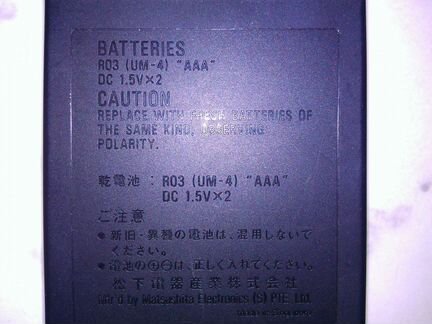 BATTERIES
R03 (UM-4) "AAA"
DC 1.5V×2
CAUTION
REPLACE WITH FRESH BATTERIES OF
THE SAME KIND, OBSERVING
POLARITY.
乾電池 : R03 (UM-4) "AAA"
DC 1.5V×2
ご注意
● 新旧・異種の電池は、混用しないで
ください。
● 電池の⊕⊖は、正しく入れてください。
松下電器産業株式会社
Mfr'd by Matsushita Electronics (S) PTE. Ltd.
Made in Singapore